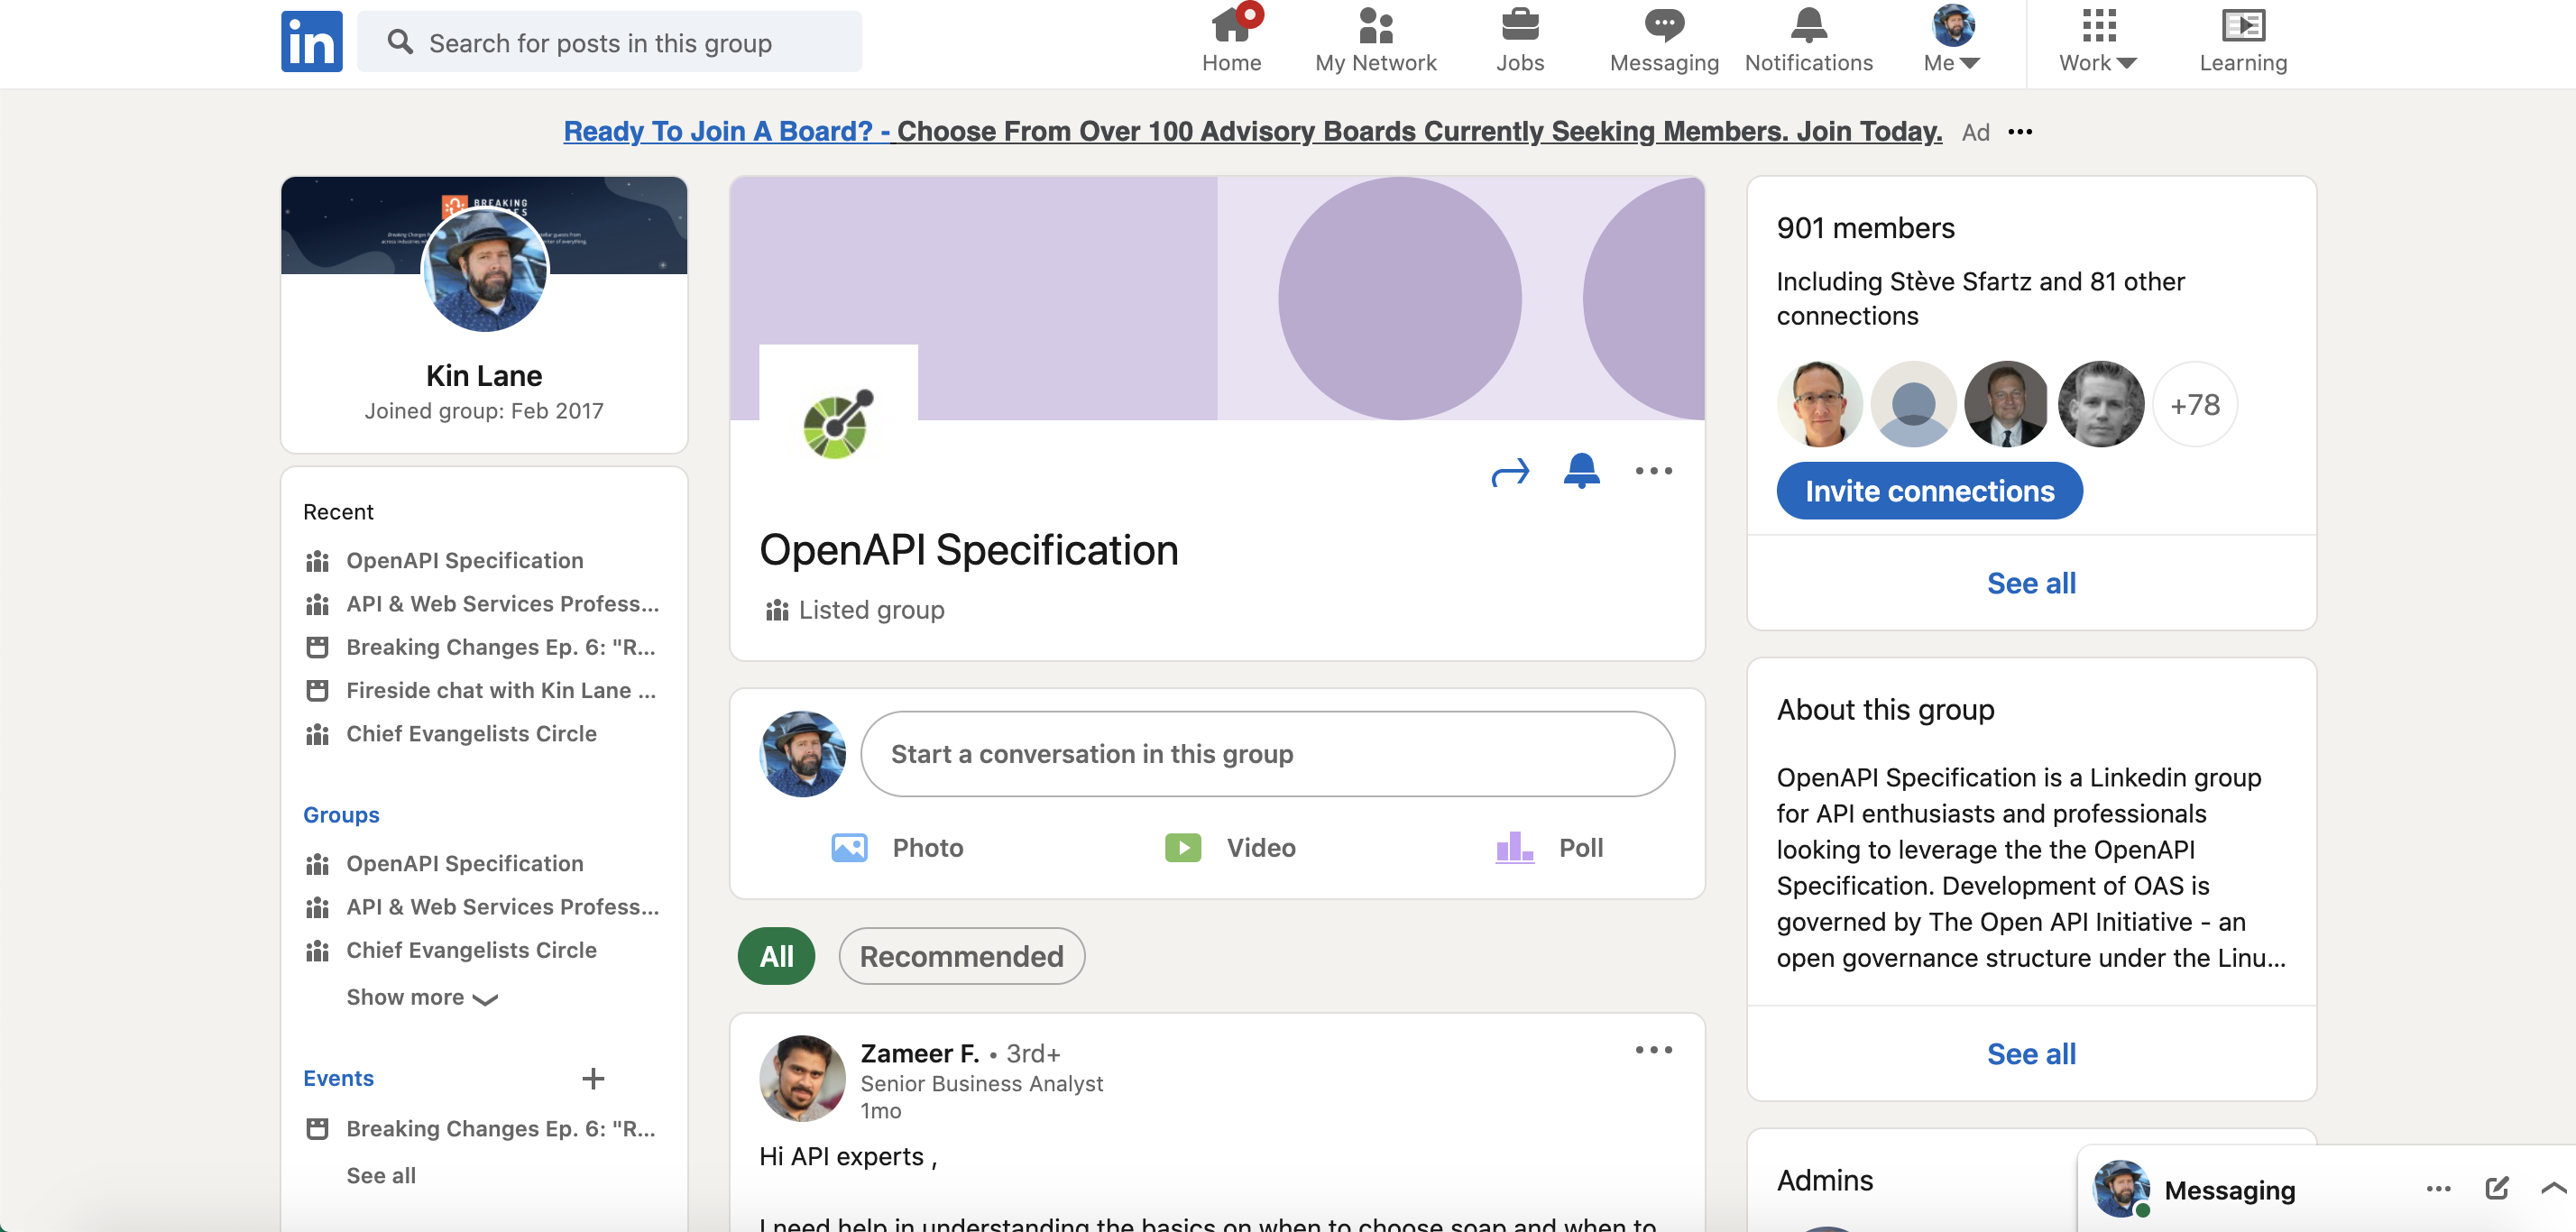 in
Search for posts in this group
Home
My Network
Jobs
Messaging
Notifications
Me
Work
Learning
Ready To Join A Board? - Choose From Over 100 Advisory Boards Currently Seeking Members. Join Today. Ad
BREAKING
Kin Lane
Joined group: Feb 2017
Recent
OpenAPI Specification
API & Web Services Profess...
Breaking Changes Ep. 6: "R...
Fireside chat with Kin Lane ...
Chief Evangelists Circle
Groups
OpenAPI Specification
API & Web Services Profess...
Chief Evangelists Circle
Show more
Events
Breaking Changes Ep. 6: "R...
See all
OpenAPI Specification
Listed group
Start a conversation in this group
Photo
Video
Poll
All
Recommended
Zameer F. • 3rd+
Senior Business Analyst
1mo
Hi API experts ,
I need help in understanding the basics on when to choose soap and when to
901 members
Including Stève Sfartz and 81 other
connections
+78
Invite connections
See all
About this group
OpenAPI Specification is a Linkedin group
for API enthusiasts and professionals
looking to leverage the the OpenAPI
Specification. Development of OAS is
governed by The Open API Initiative - an
open governance structure under the Linu...
See all
Admins
Messaging